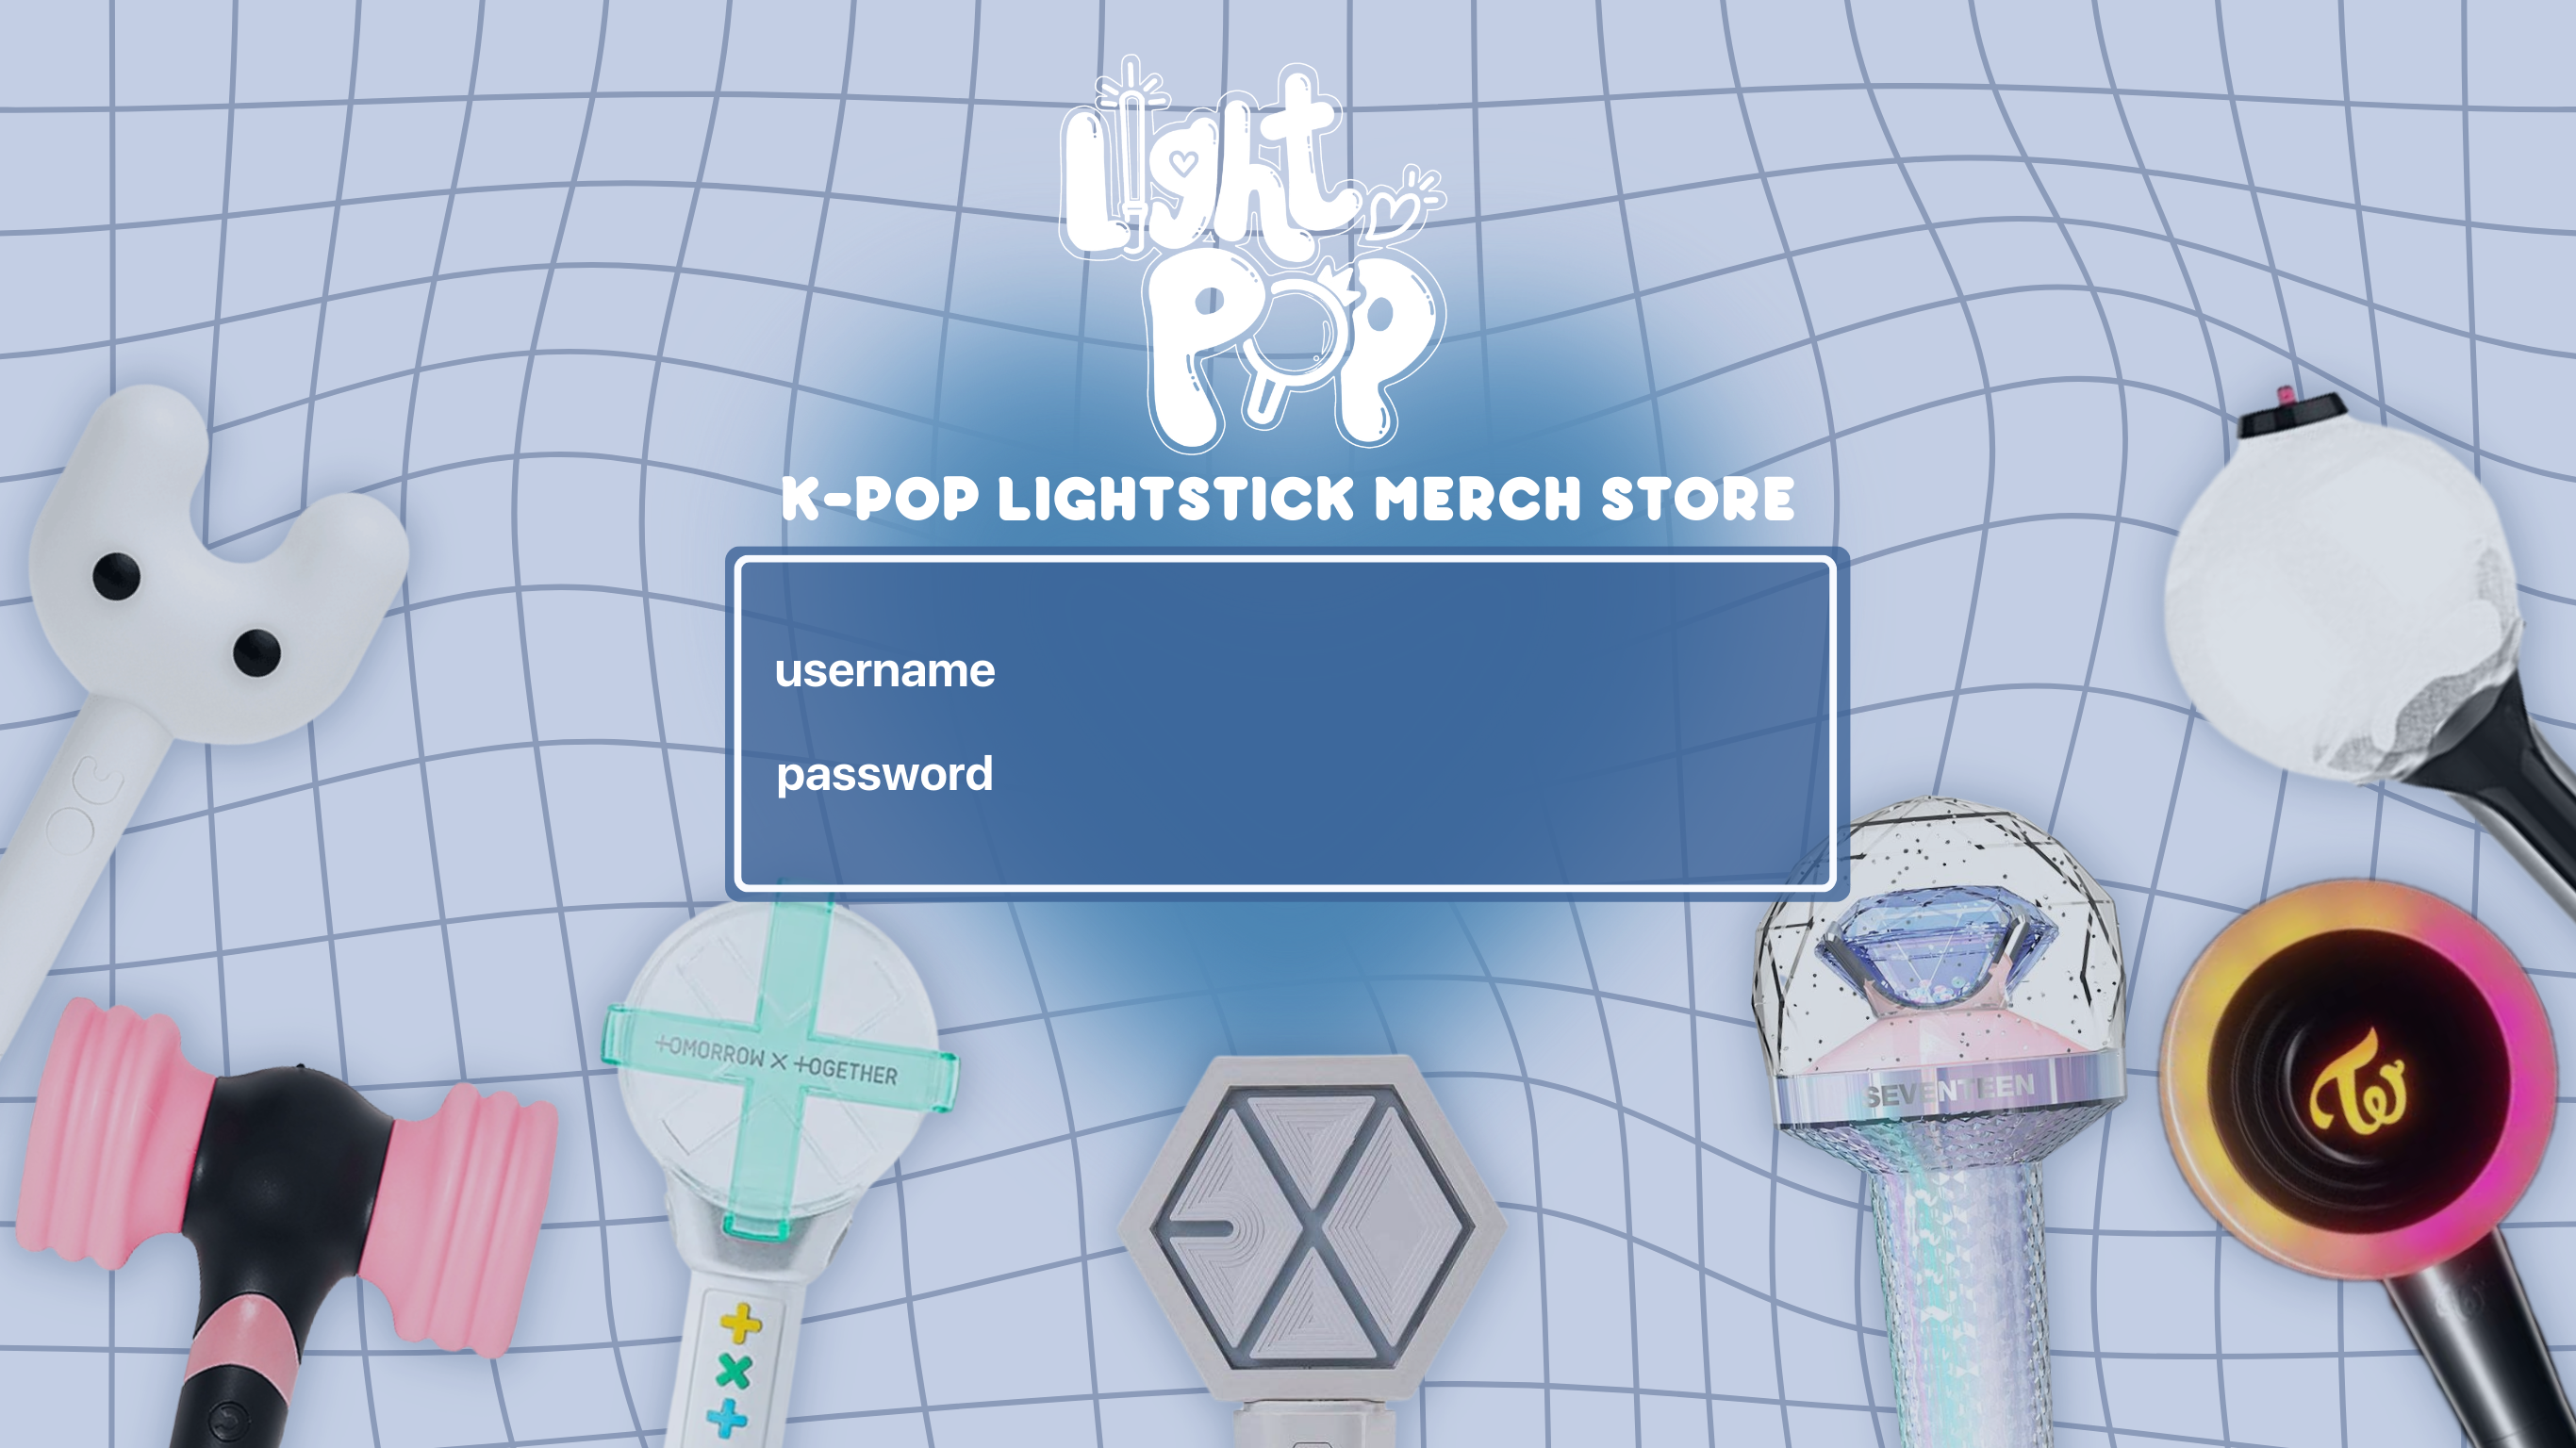 Light
Pop
K-POP LIGHTSTICK MERCH STORE
username
password
TOMORROW X TOGETHER
SEVENTEEN
+
x
+